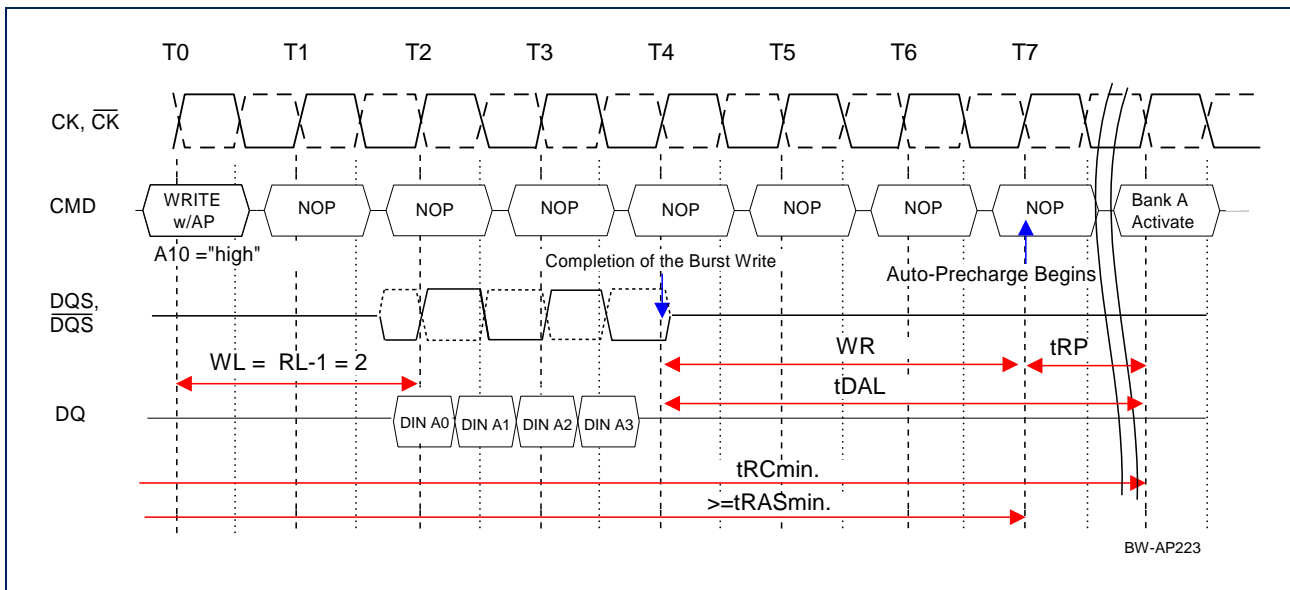 T0 T1 T2 T3 T4 T5 T6 T7
CK, CK
CMD
WRITE w/AP
NOP NOP NOP NOP NOP NOP NOP
Bank A Activate
A10 ="high"
Completion of the Burst Write
Auto-Precharge Begins
DQS,
DQS
WL = RL-1 = 2
WR
tRP
tDAL
DQ
DIN A0 DIN A1 DIN A2 DIN A3
tRCmin.
>=tRASmin.
BW-AP223